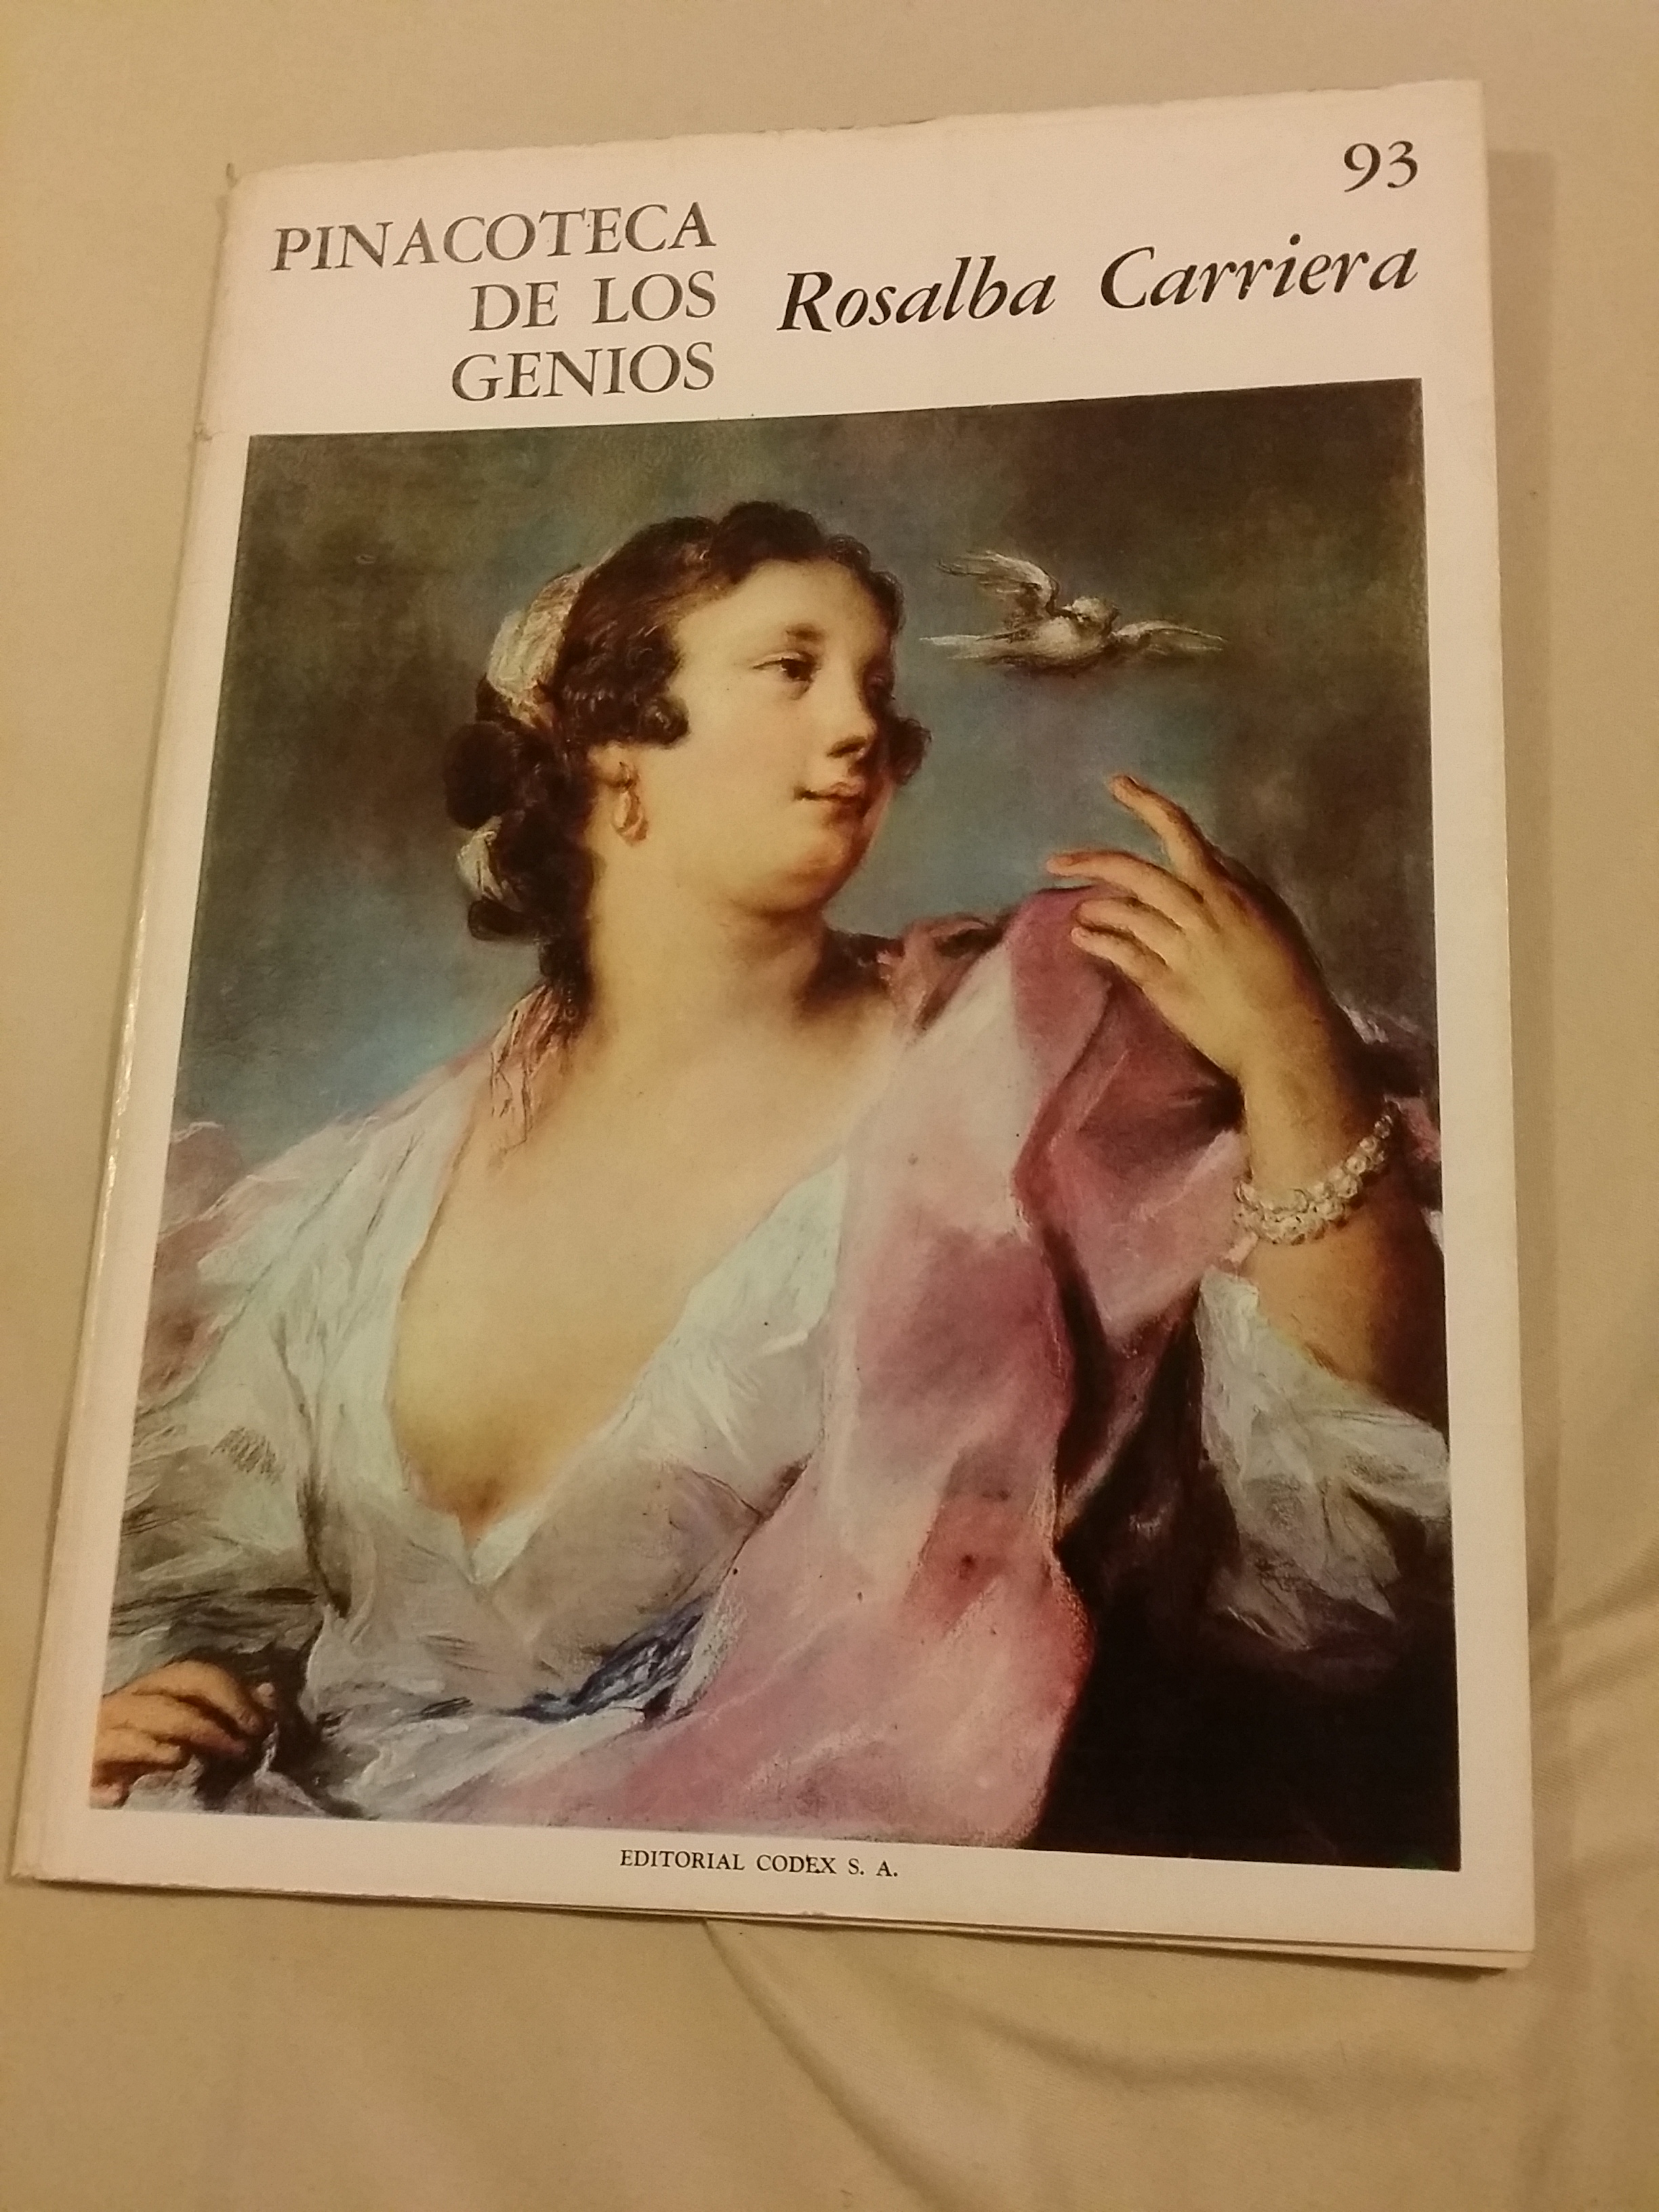 93
PINACOTECA
DE LOS
GENIOS
Rosalba Carriera
EDITORIAL CODEX S. A.